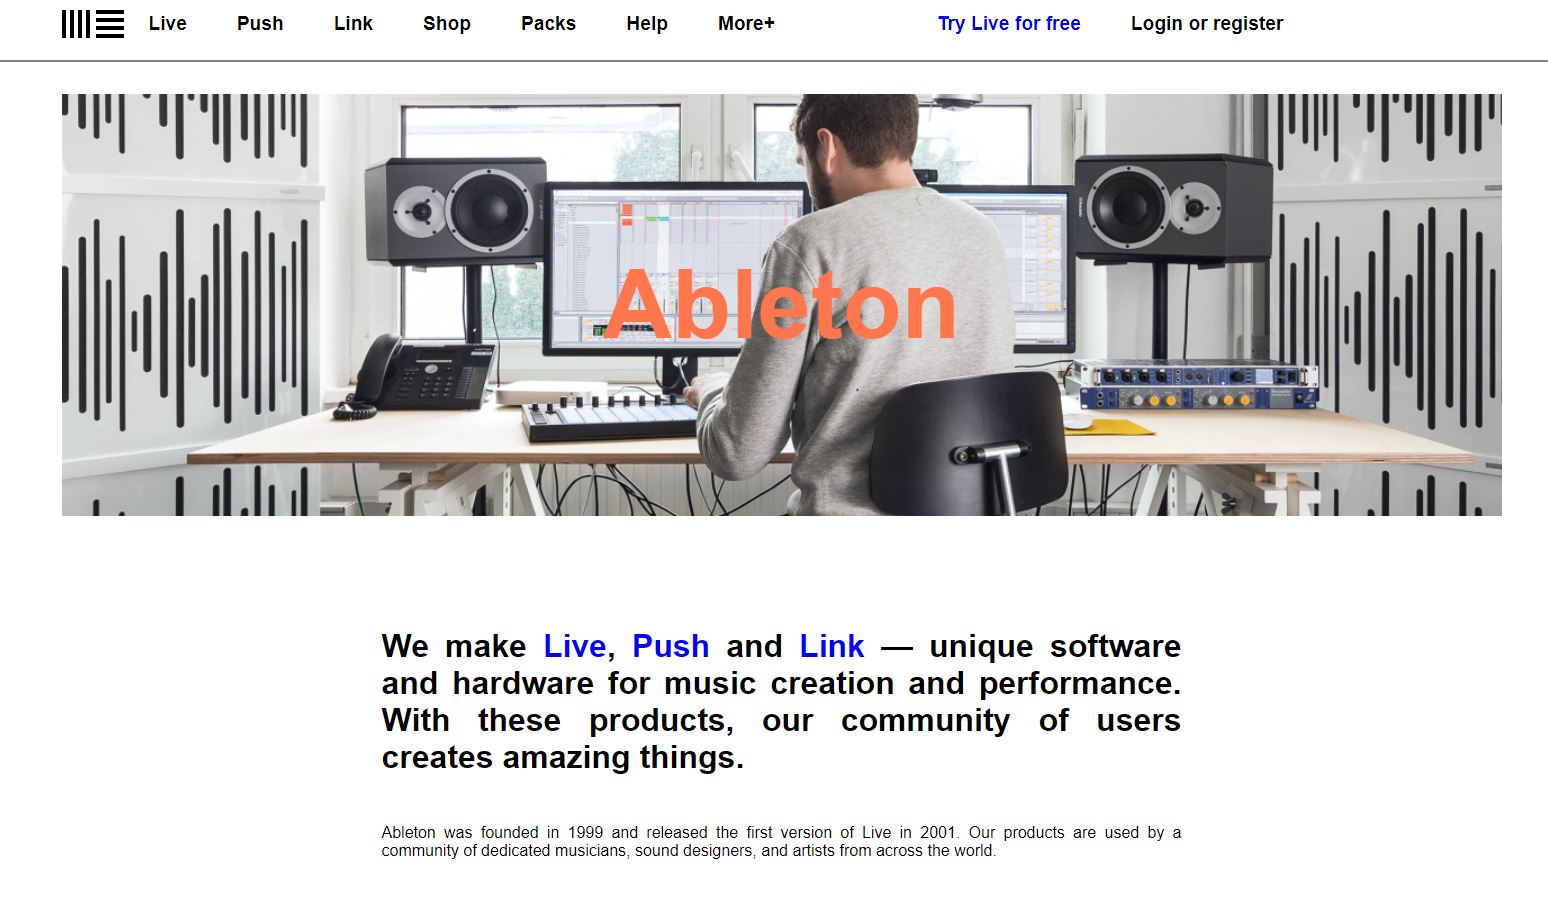 Live Push Link Shop Packs Help More+ Try Live for free Login or register
Ableton
We make Live, Push and Link — unique software
and hardware for music creation and performance.
With these products, our community of users
creates amazing things.
Ableton was founded in 1999 and released the first version of Live in 2001. Our products are used by a
community of dedicated musicians, sound designers, and artists from across the world.